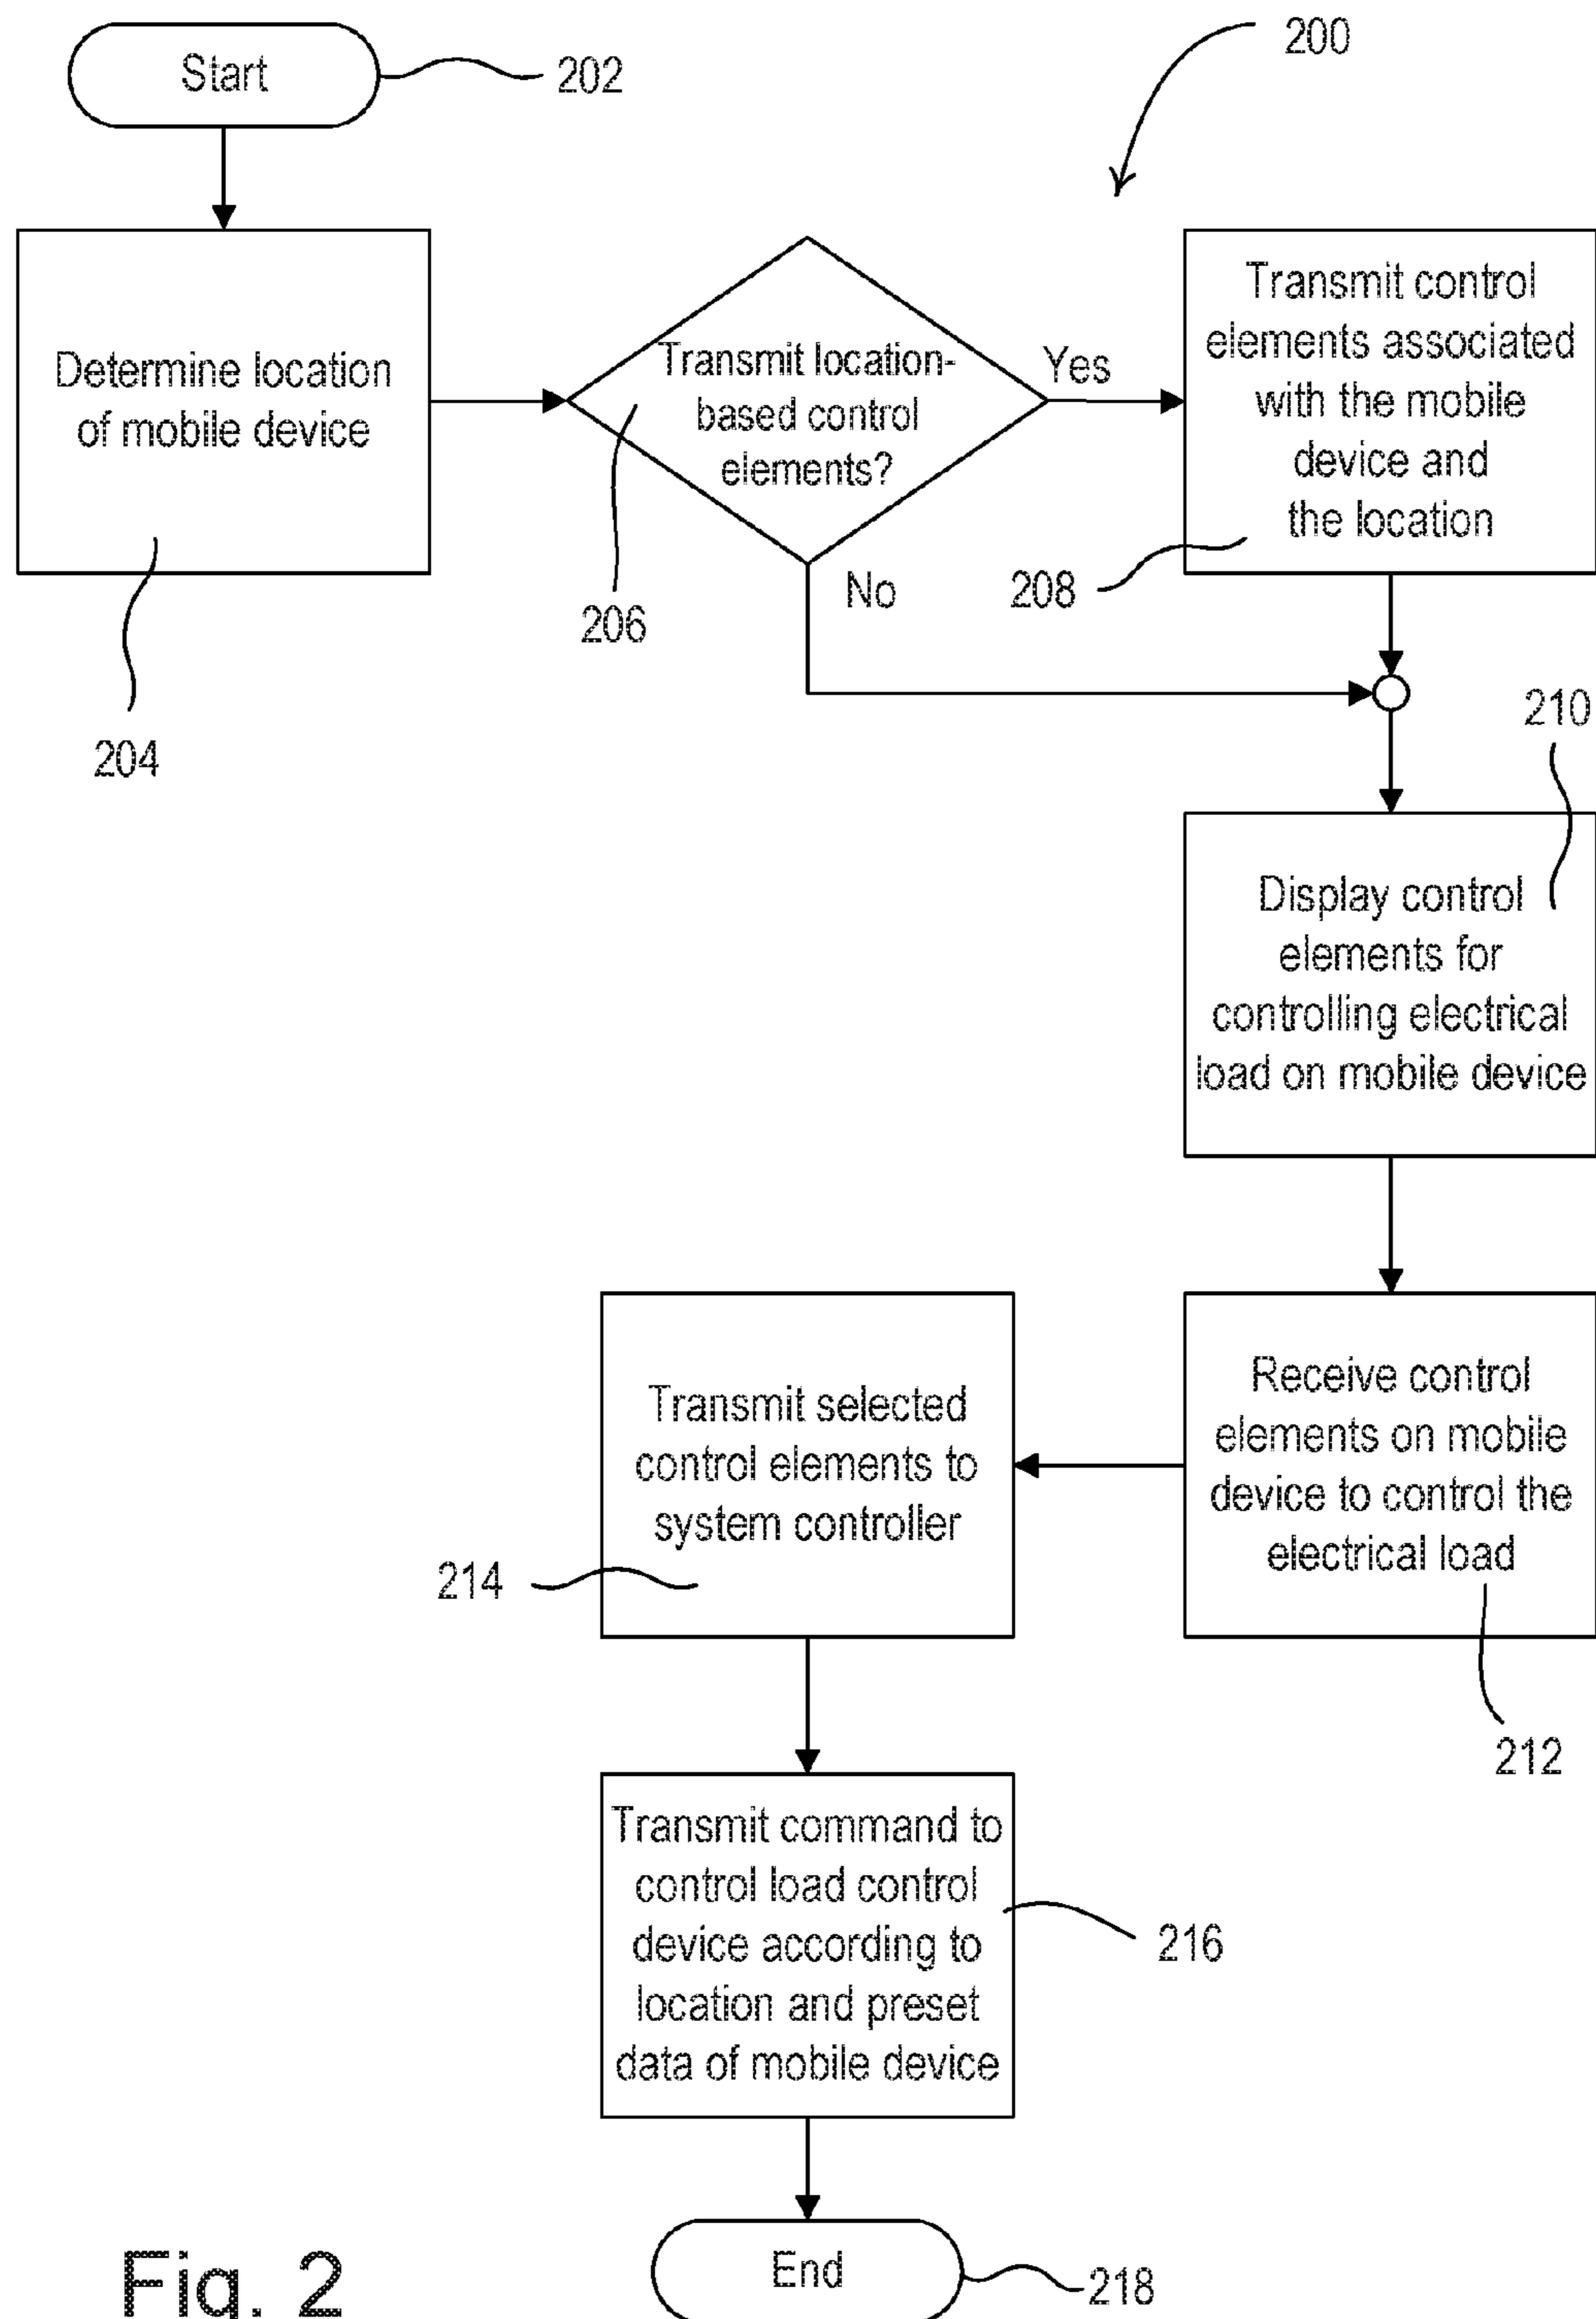 200
Start
202
Determine location
of mobile device
204
Transmit location-
based control
elements?
206
Yes
No
Transmit control
elements associated
with the mobile
device and
the location
208
210
Display control
elements for
controlling electrical
load on mobile device
Receive control
elements on mobile
device to control the
electrical load
212
Transmit selected
control elements to
system controller
214
Transmit command to
control load control
device according to
location and preset
data of mobile device
216
End
218
Fig. 2